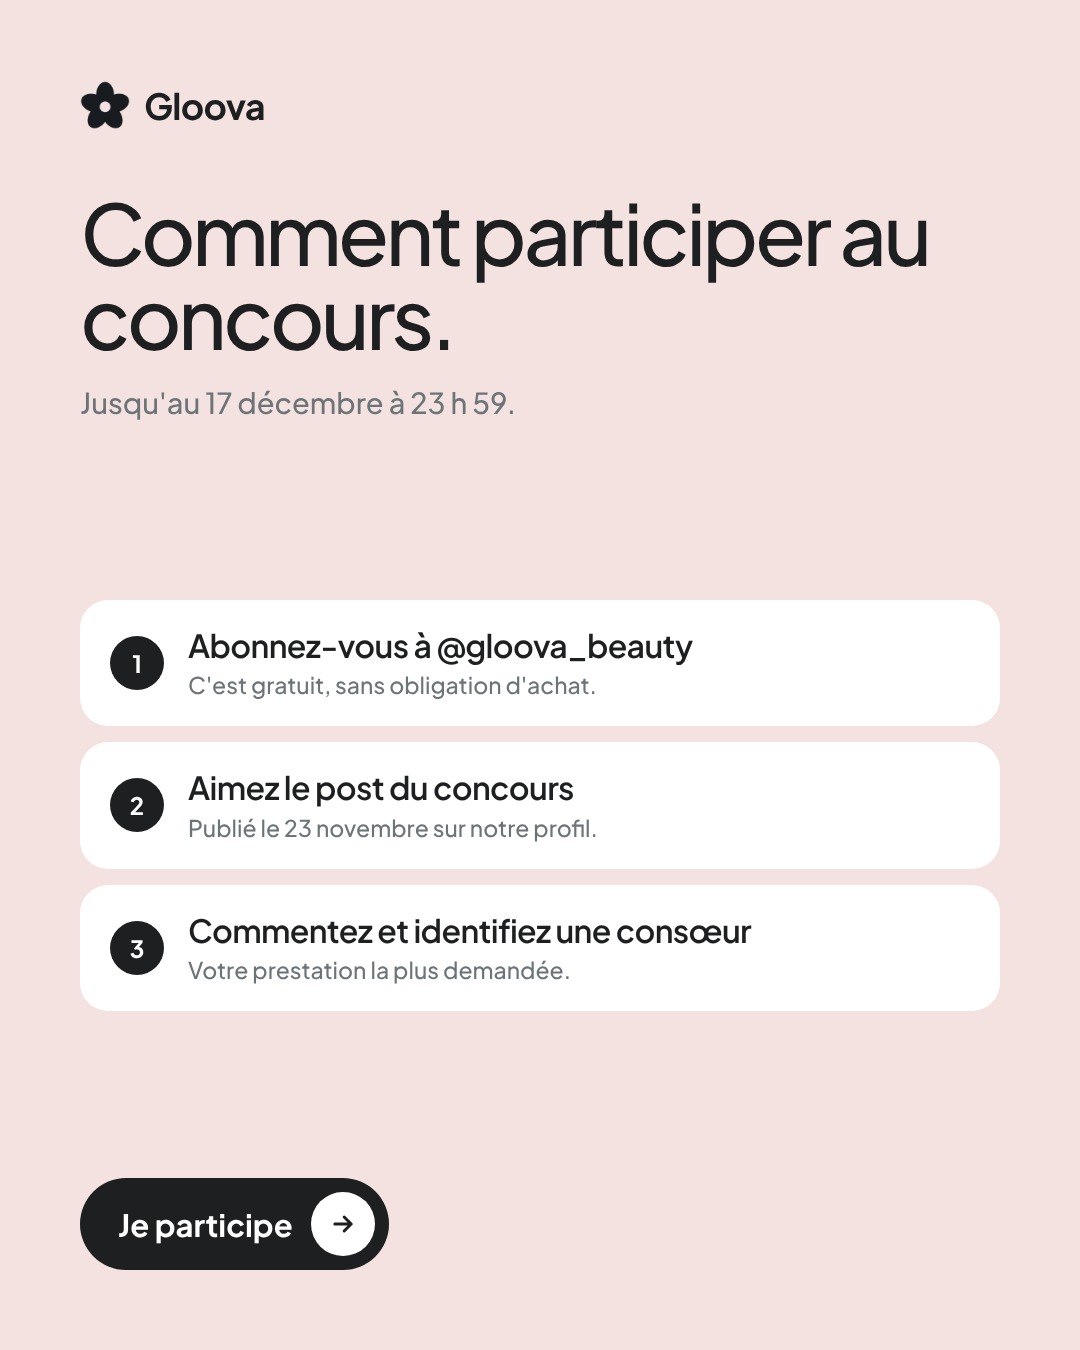 Gloova
Comment participer au
concours.
Jusqu'au 17 décembre à 23 h 59.
1
Abonnez-vous à @gloova_beauty
C'est gratuit, sans obligation d'achat.
2
Aimez le post du concours
Publié le 23 novembre sur notre profil.
3
Commentez et identifiez une consœur
Votre prestation la plus demandée.
Je participe →